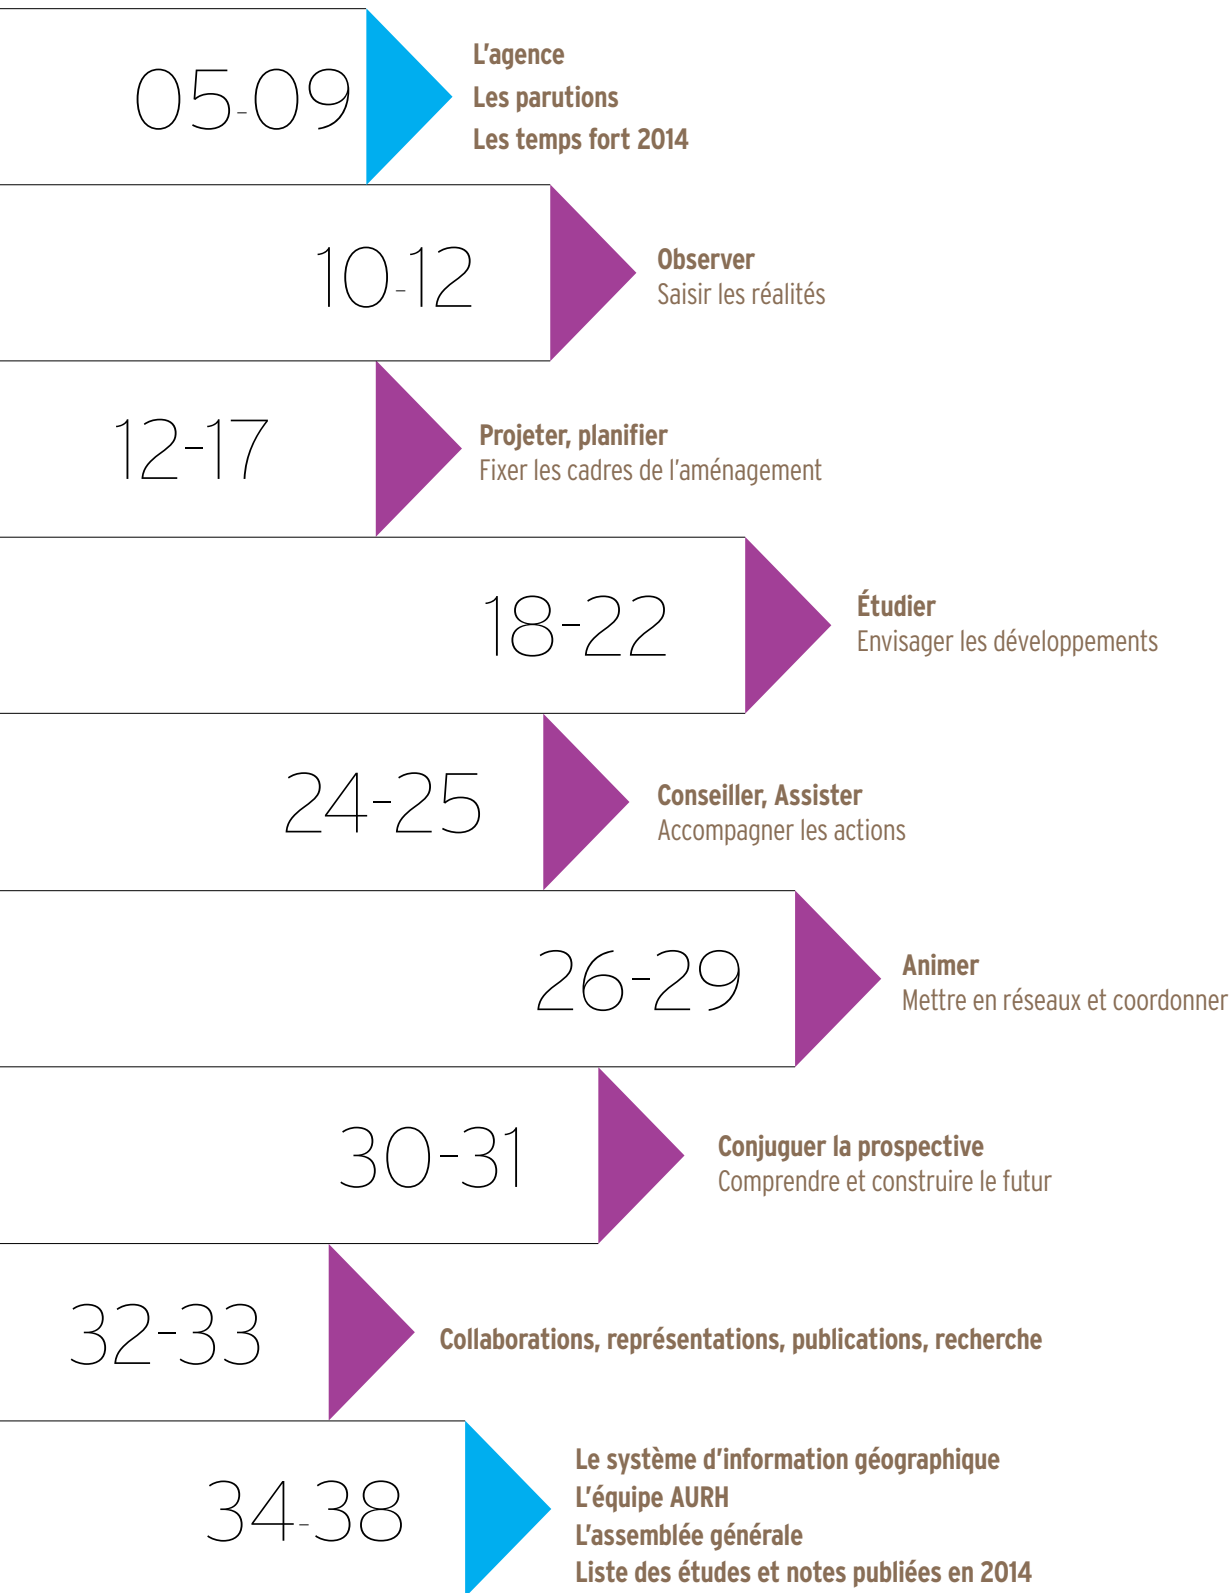 05-09
L'agence
Les parutions
Les temps fort 2014
10-12
Observer
Saisir les réalités
12-17
Projeter, planifier
Fixer les cadres de l'aménagement
18-22
Étudier
Envisager les développements
24-25
Conseiller, Assister
Accompagner les actions
26-29
Animer
Mettre en réseaux et coordonner
30-31
Conjuguer la prospective
Comprendre et construire le futur
32-33
Collaborations, représentations, publications, recherche
34-38
Le système d'information géographique
L'équipe AURH
L'assemblée générale
Liste des études et notes publiées en 2014